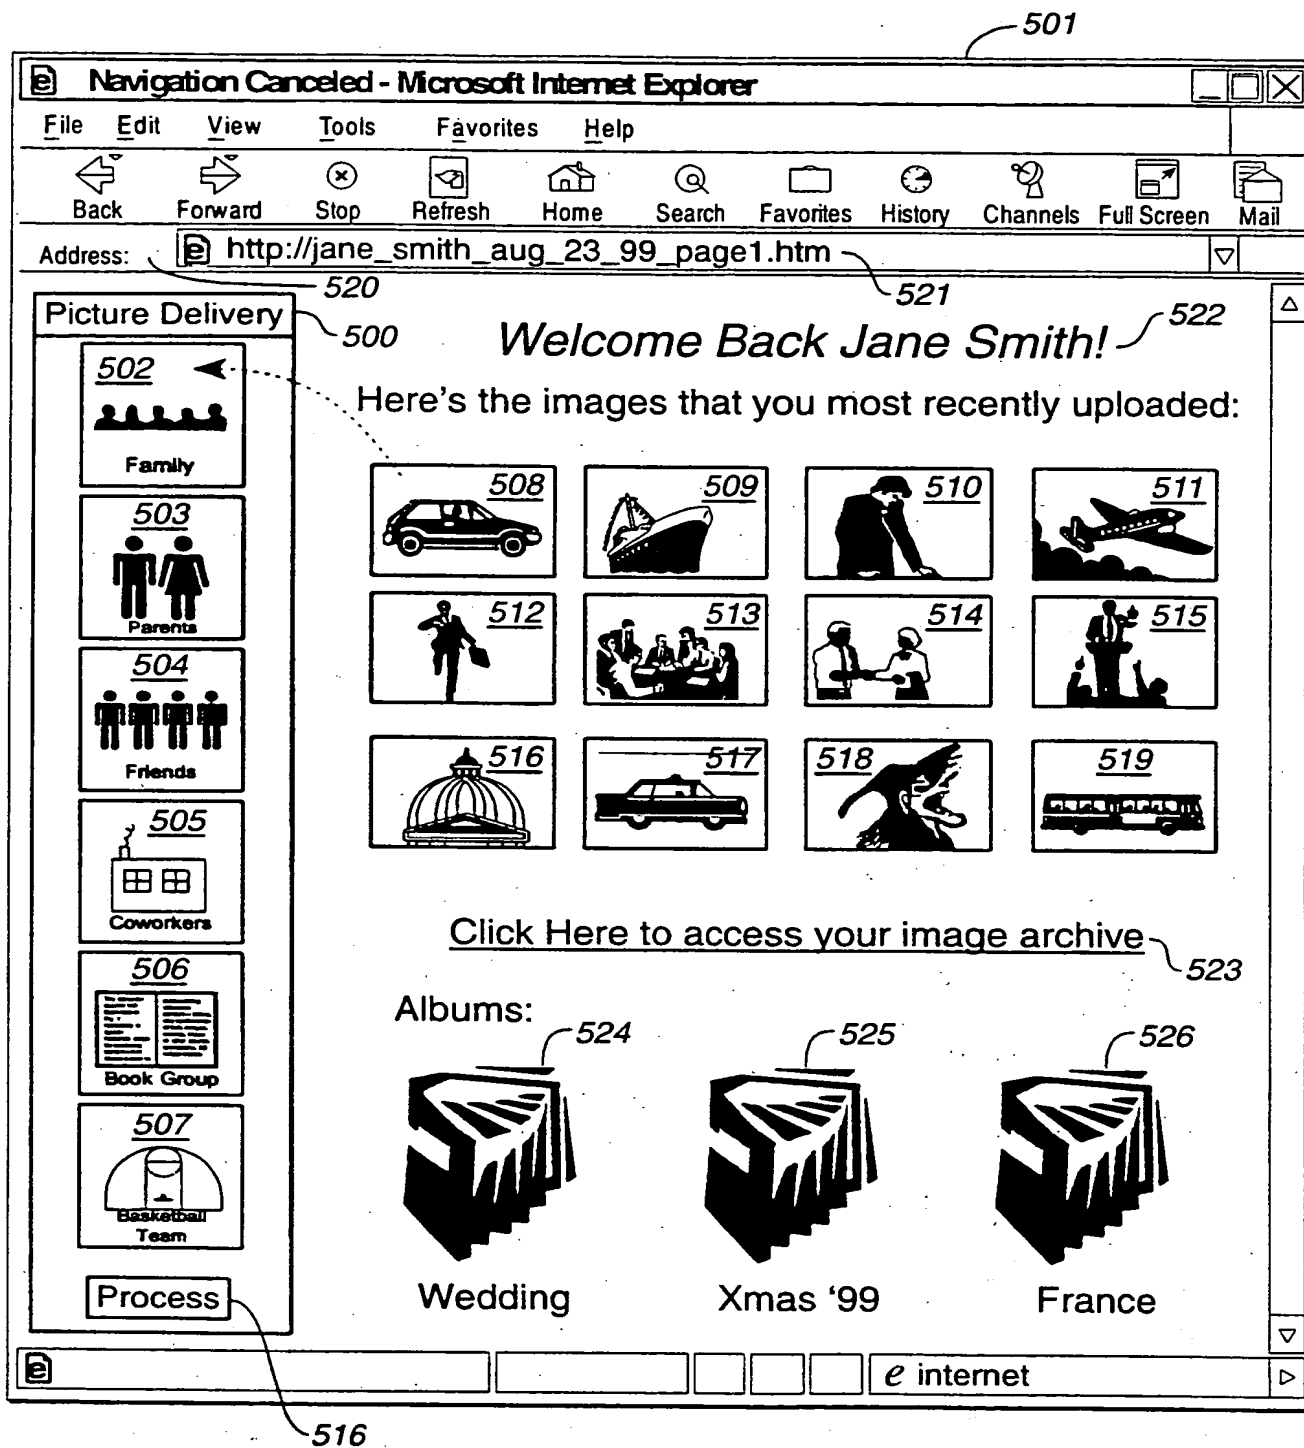 501
Navigation Canceled - Microsoft Internet Explorer
File Edit View Tools Favorites Help
Back Forward Stop Refresh Home Search Favorites History Channels Full Screen Mail
Address: http://jane_smith_aug_23_99_page1.htm
520
521
Picture Delivery
500
Welcome Back Jane Smith!
522
Here's the images that you most recently uploaded:
502
Family
503
Parents
504
Friends
505
Coworkers
506
Book Group
507
Basketball
Team
Process
516
508 509 510 511
512 513 514 515
516 517 518 519
Click Here to access your image archive
523
Albums:
524 525 526
Wedding Xmas '99 France
e internet